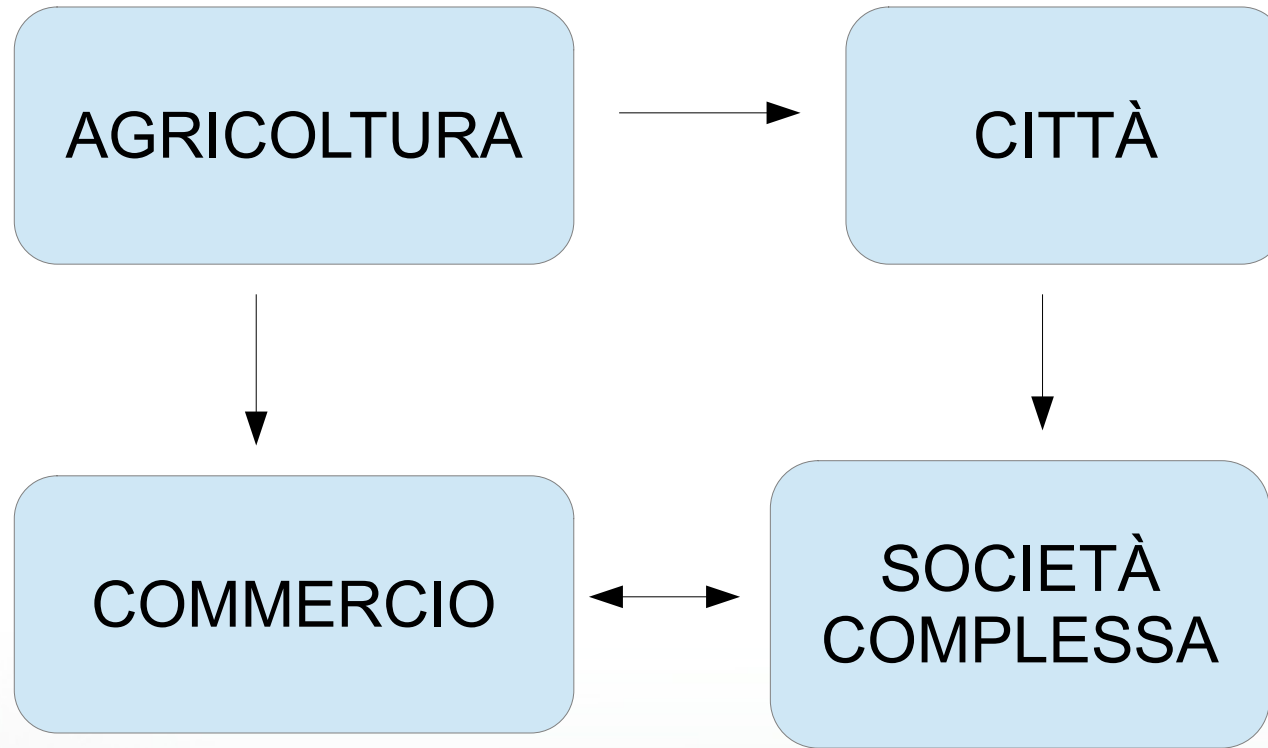 AGRICOLTURA
CITTÀ
COMMERCIO
SOCIETÀ
COMPLESSA